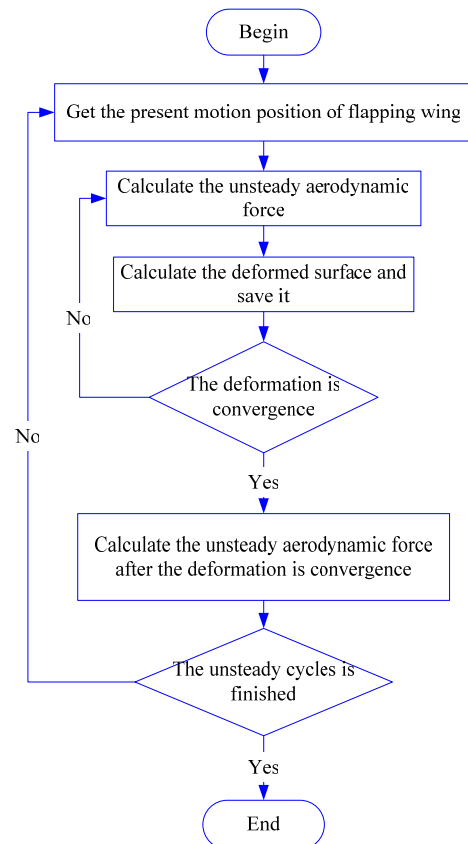 Begin
Get the present motion position of flapping wing
Calculate the unsteady aerodynamic
force
Calculate the deformed surface and
save it
No
The deformation is
convergence
No
Yes
Calculate the unsteady aerodynamic force
after the deformation is convergence
The unsteady cycles is
finished
Yes
End